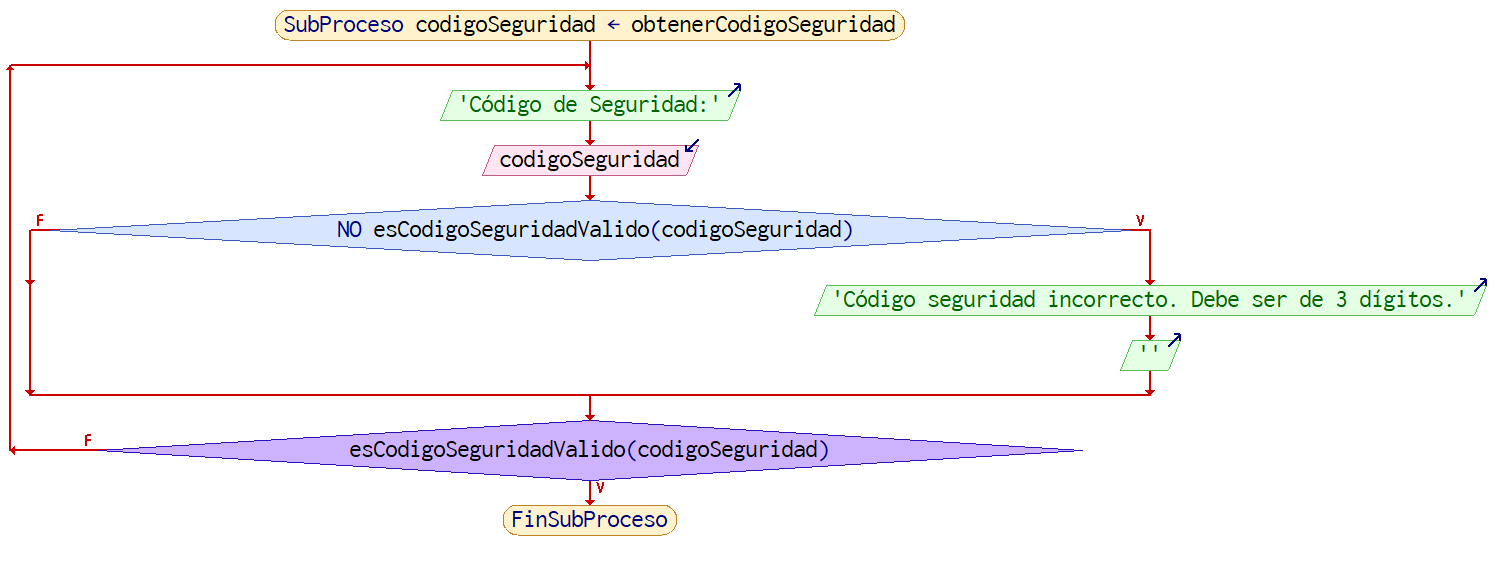 SubProceso codigoSeguridad ← obtenerCodigoSeguridad
'Código de Seguridad:'
codigoSeguridad
F
NO esCodigoSeguridadValido(codigoSeguridad)
V
'Código seguridad incorrecto. Debe ser de 3 dígitos.'
''
F
esCodigoSeguridadValido(codigoSeguridad)
V
FinSubProceso